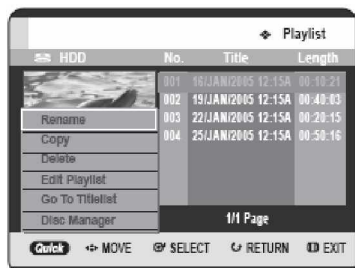 Playlist
HDD No. Title Length
001 16/JAN/2005 12:15A 00:10:21
002 19/JAN/2005 12:15A 00:40:03
003 22/JAN/2005 12:15A 00:20:15
004 25/JAN/2005 12:15A 00:50:16
Rename
Copy
Delete
Edit Playlist
Go To Titlelist
Disc Manager
1/1 Page
Quick MOVE SELECT RETURN EXIT